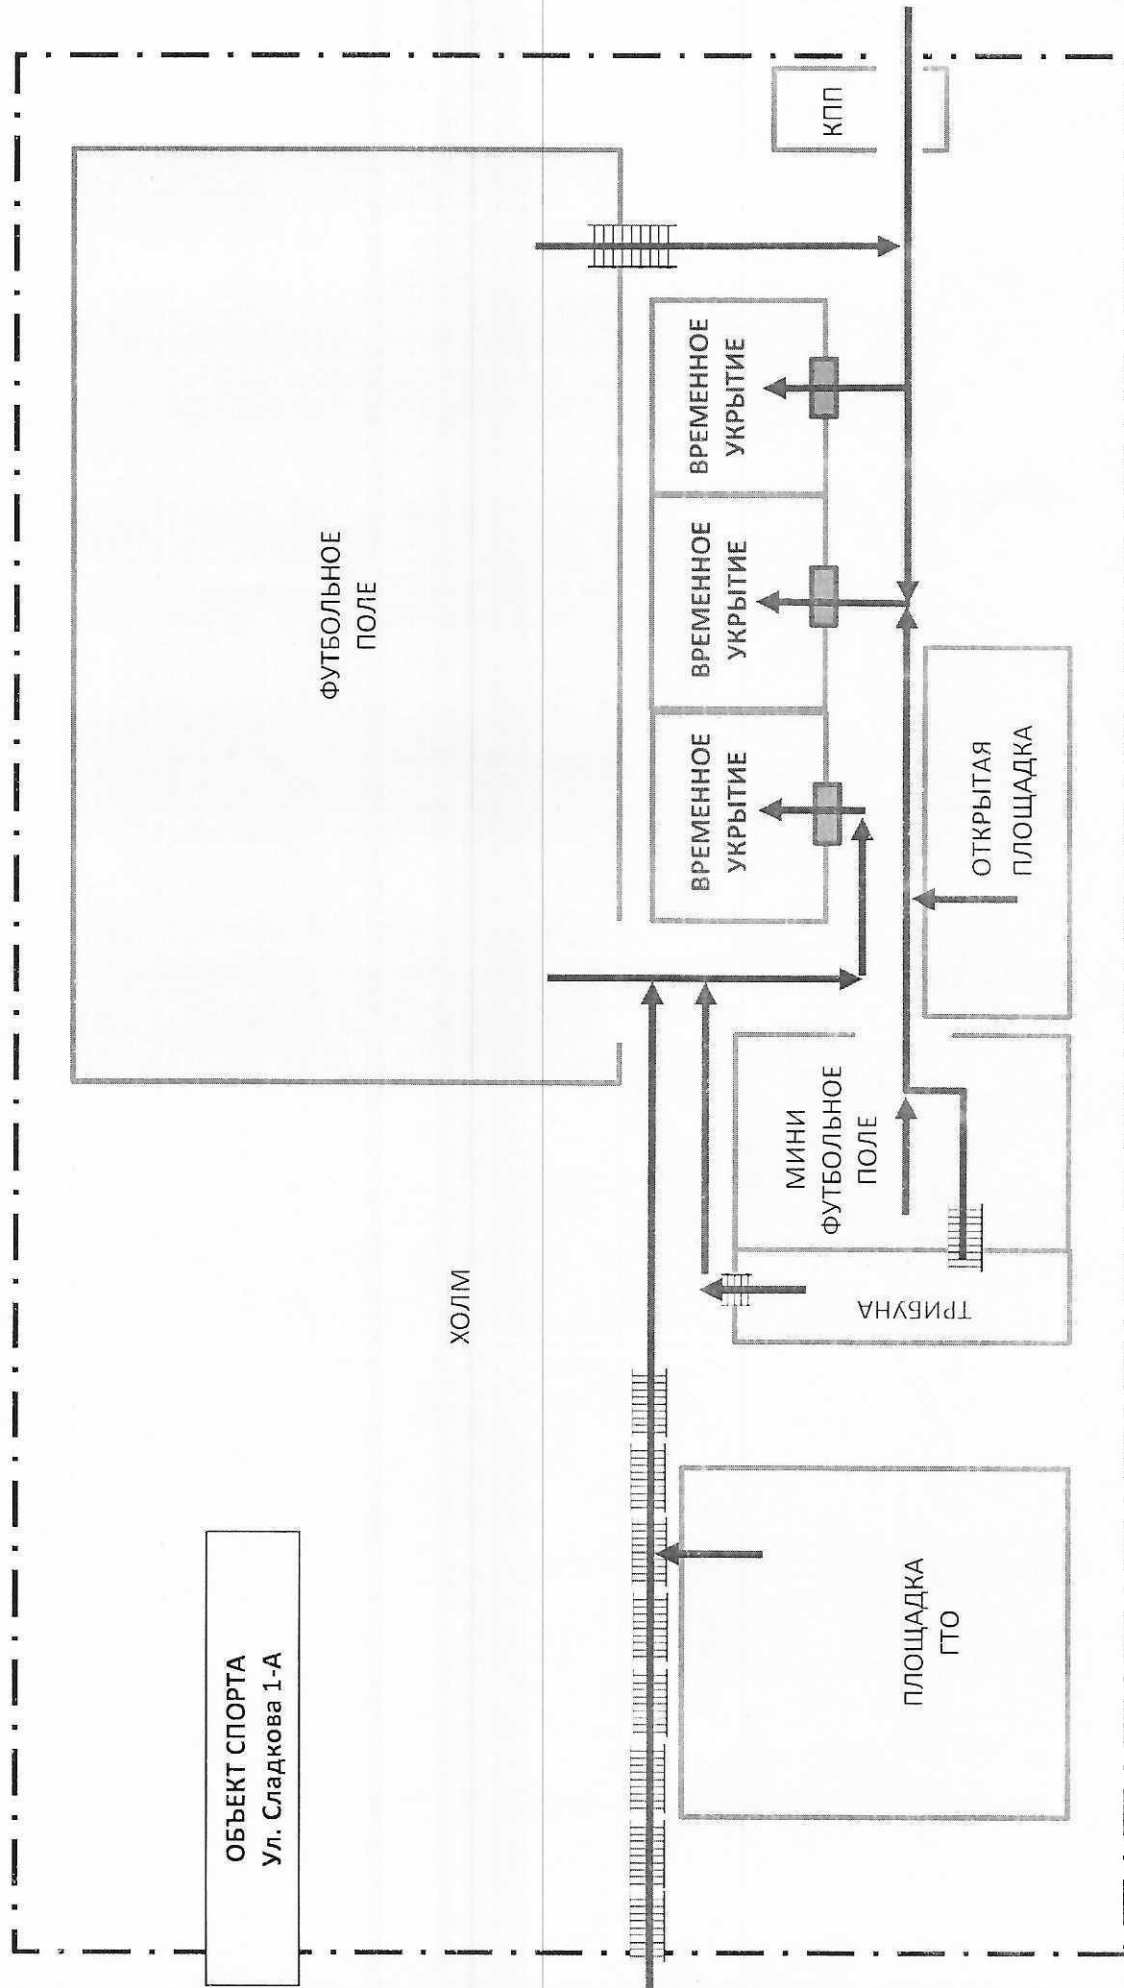 ОБЪЕКТ СПОРТА
Ул. Сладкова 1-А
ФУТБОЛЬНОЕ
ПОЛЕ
ХОЛМ
ВРЕМЕННОЕ
УКРЫТИЕ
ВРЕМЕННОЕ
УКРЫТИЕ
ВРЕМЕННОЕ
УКРЫТИЕ
КПП
МИНИ
ФУТБОЛЬНОЕ
ПОЛЕ
ТРИБУНА
ПЛОЩАДКА
ГТО
ОТКРЫТАЯ
ПЛОЩАДКА